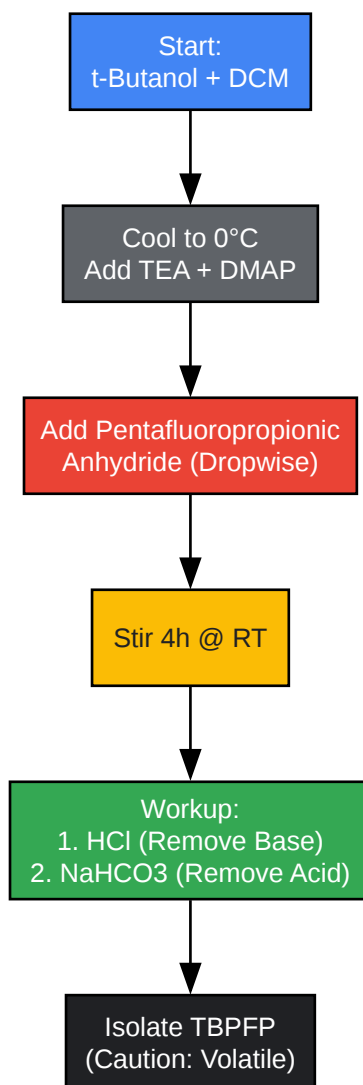 Start:
t-Butanol + DCM
Cool to 0°C
Add TEA + DMAP
Add Pentafluoropropionic
Anhydride (Dropwise)
Stir 4h @ RT
Workup:
1. HCl (Remove Base)
2. NaHCO3 (Remove Acid)
Isolate TBPFP
(Caution: Volatile)